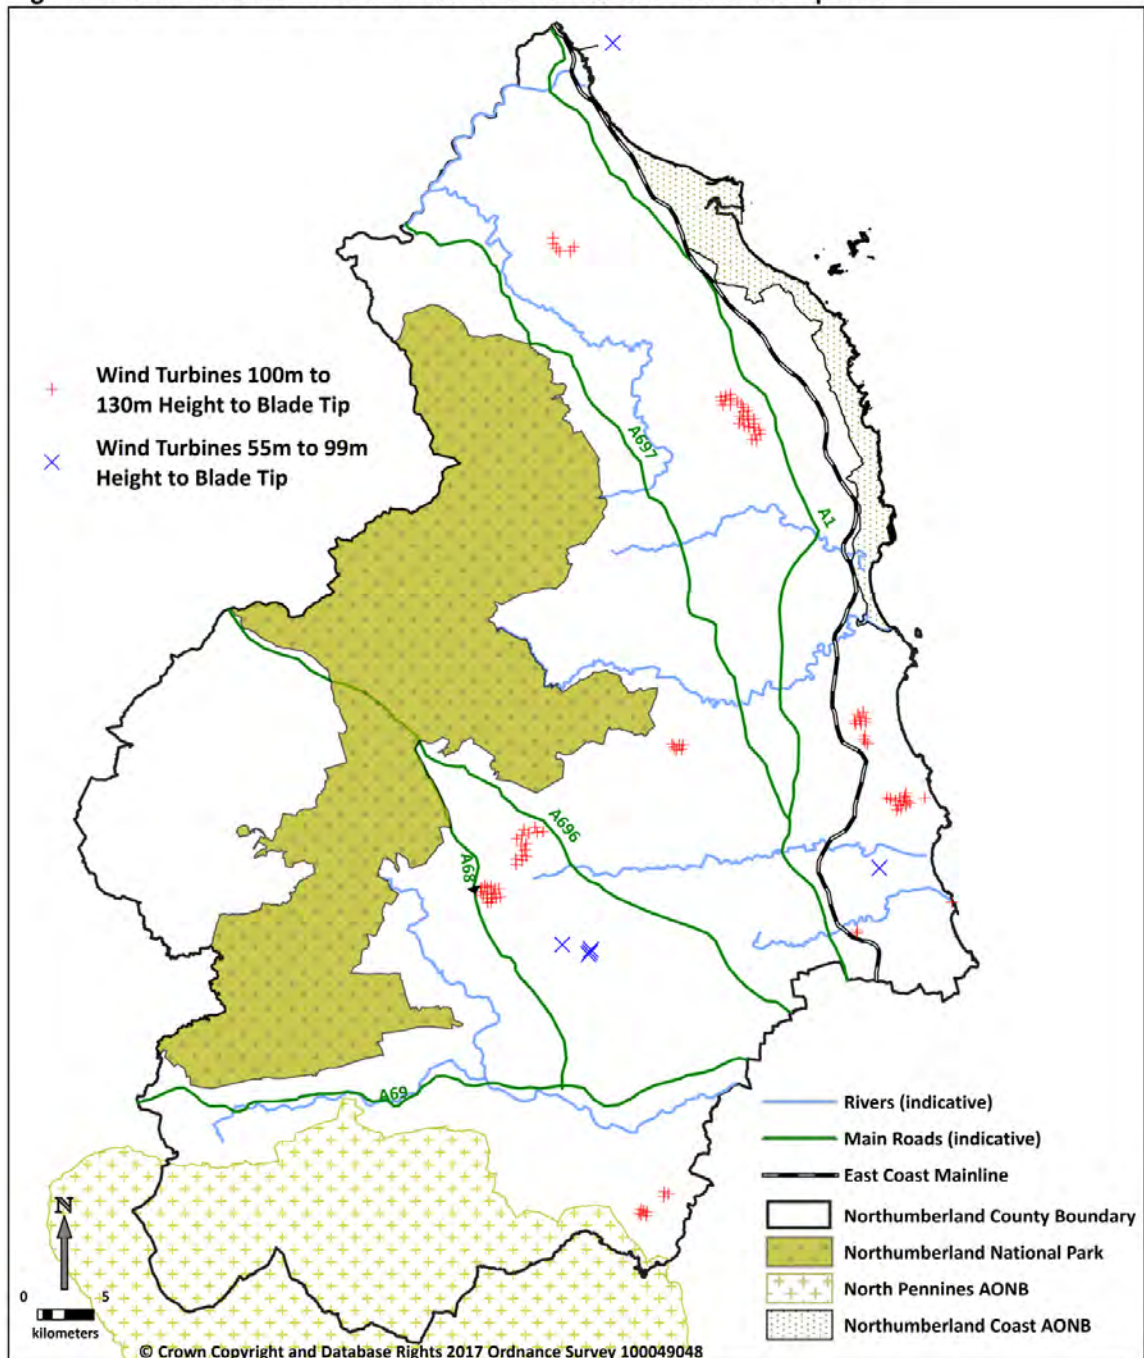 Wind Turbines 100m to
130m Height to Blade Tip
Wind Turbines 55m to 99m
Height to Blade Tip
A697
A1
A696
A68
A69
Rivers (indicative)
Main Roads (indicative)
East Coast Mainline
Northumberland County Boundary
Northumberland National Park
North Pennines AONB
Northumberland Coast AONB
N
0 5
kilometers
© Crown Copyright and Database Rights 2017 Ordnance Survey 100049048